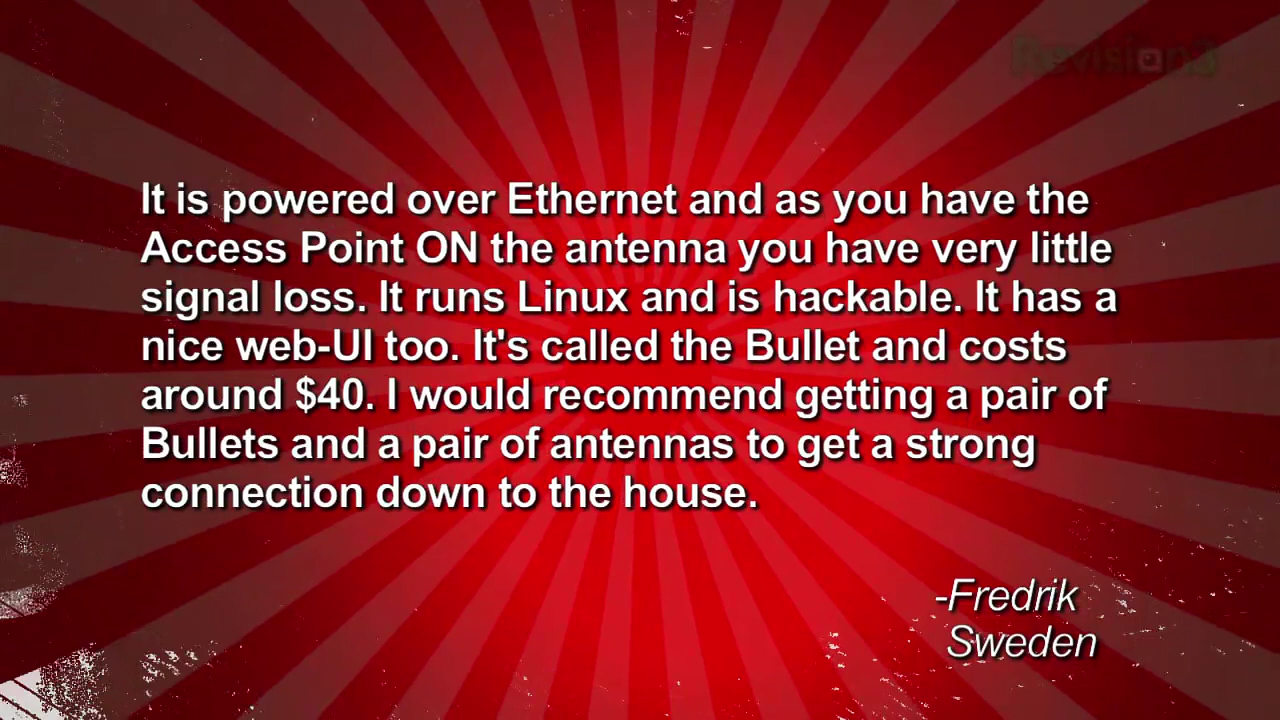 Revision3
It is powered over Ethernet and as you have the
Access Point ON the antenna you have very little
signal loss. It runs Linux and is hackable. It has a
nice web-UI too. It's called the Bullet and costs
around $40. I would recommend getting a pair of
Bullets and a pair of antennas to get a strong
connection down to the house.
-Fredrik
Sweden